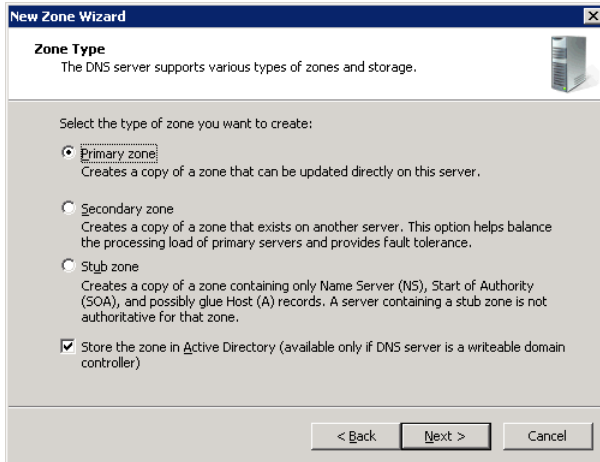 New Zone Wizard
Zone Type
The DNS server supports various types of zones and storage.
Select the type of zone you want to create:
Primary zone
Creates a copy of a zone that can be updated directly on this server.
Secondary zone
Creates a copy of a zone that exists on another server. This option helps balance
the processing load of primary servers and provides fault tolerance.
Stub zone
Creates a copy of a zone containing only Name Server (NS), Start of Authority
(SOA), and possibly glue Host (A) records. A server containing a stub zone is not
authoritative for that zone.
Store the zone in Active Directory (available only if DNS server is a writeable domain
controller)
< Back Next > Cancel